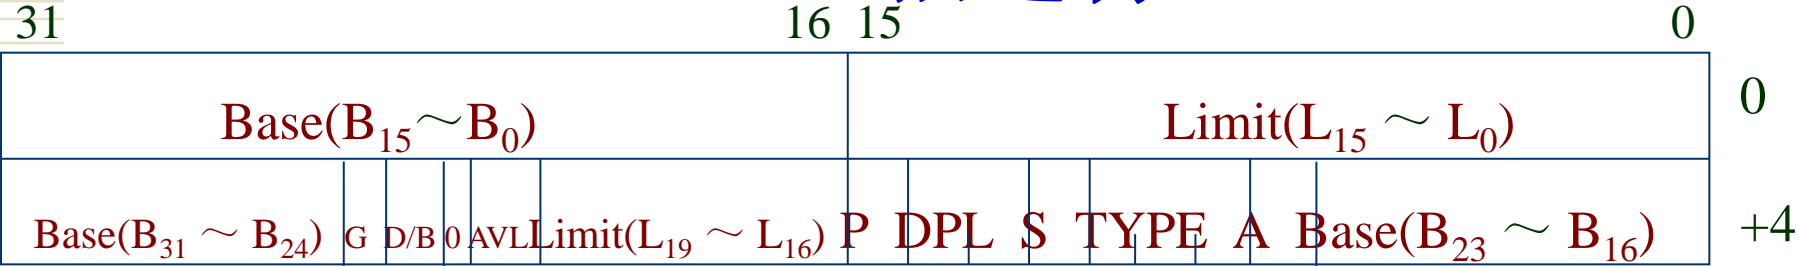 31 16 15 0
Base(B15～B0) Limit(L15 ～ L0) 0
Base(B31 ～ B24) G D/B 0 AVL Limit(L19 ～ L16) P DPL S TYPE A Base(B23 ～ B16) +4